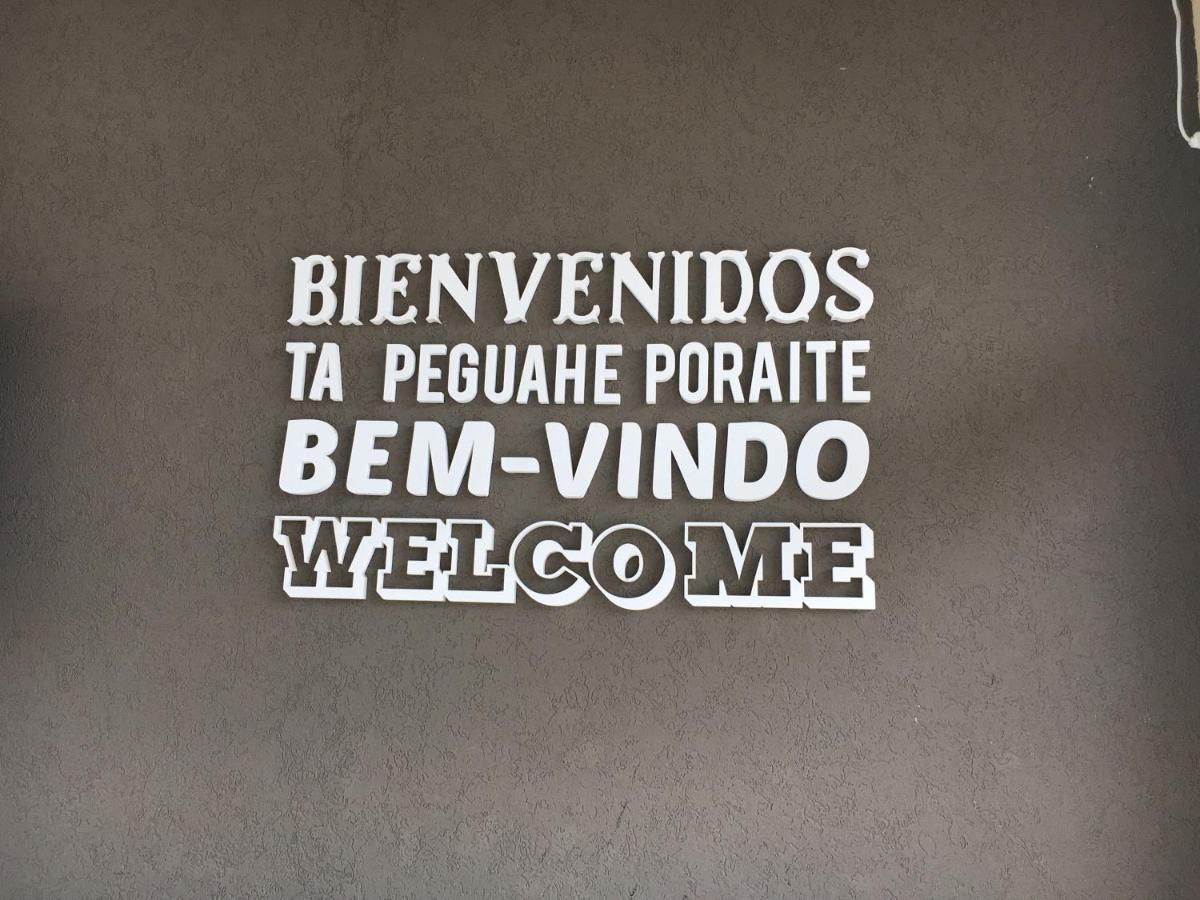 BIENVENIDOS
TA PEGUAHE PORAITE
BEM-VINDO
WELCOME